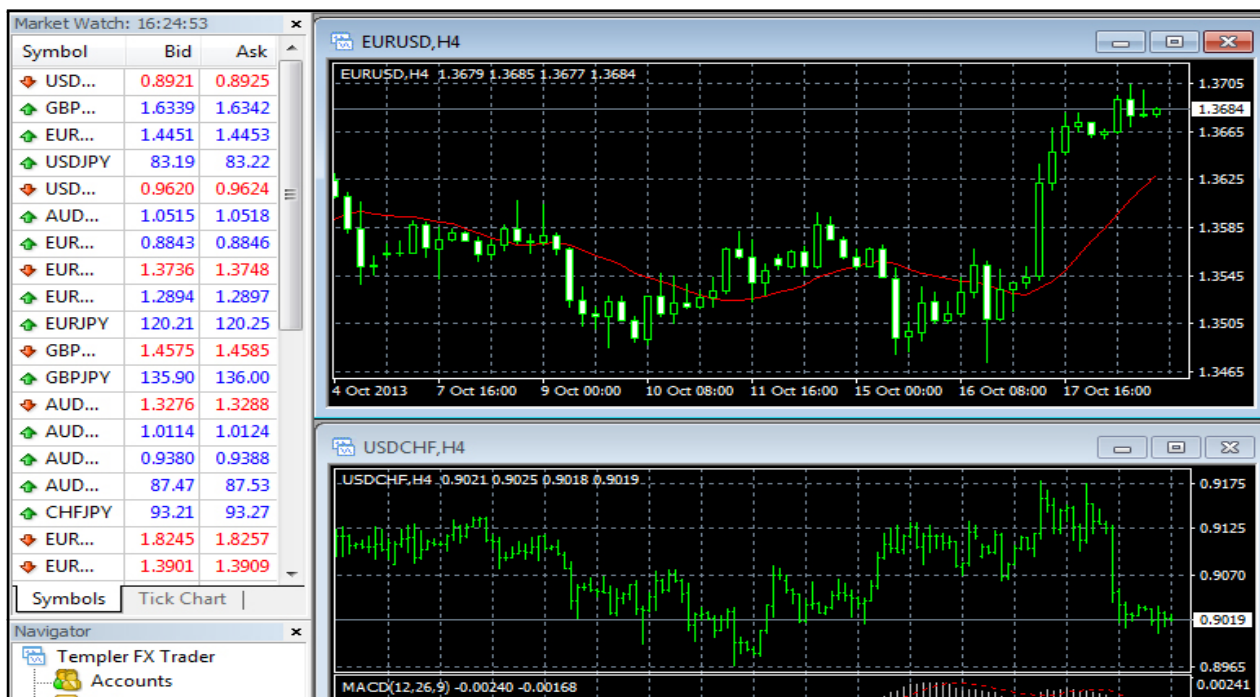 Market Watch: 16:24:53
Symbol Bid Ask
USD... 0.8921 0.8925
GBP... 1.6339 1.6342
EUR... 1.4451 1.4453
USDJPY 83.19 83.22
USD... 0.9620 0.9624
AUD... 1.0515 1.0518
EUR... 0.8843 0.8846
EUR... 1.3736 1.3748
EUR... 1.2894 1.2897
EURJPY 120.21 120.25
GBP... 1.4575 1.4585
GBPJPY 135.90 136.00
AUD... 1.3276 1.3288
AUD... 1.0114 1.0124
AUD... 0.9380 0.9388
AUD... 87.47 87.53
CHFJPY 93.21 93.27
EUR... 1.8245 1.8257
EUR... 1.3901 1.3909
Symbols Tick Chart
Navigator
Templer FX Trader
Accounts
EURUSD,H4
EURUSD,H4 1.3679 1.3685 1.3677 1.3684
1.3705
1.3684
1.3665
1.3625
1.3585
1.3545
1.3505
1.3465
4 Oct 2013 7 Oct 16:00 9 Oct 00:00 10 Oct 08:00 11 Oct 16:00 15 Oct 00:00 16 Oct 08:00 17 Oct 16:00
USDCHF,H4
USDCHF,H4 0.9021 0.9025 0.9018 0.9019
0.9175
0.9125
0.9070
0.9019
0.8965
MACD(12,26,9) -0.00240 -0.00168
0.00241